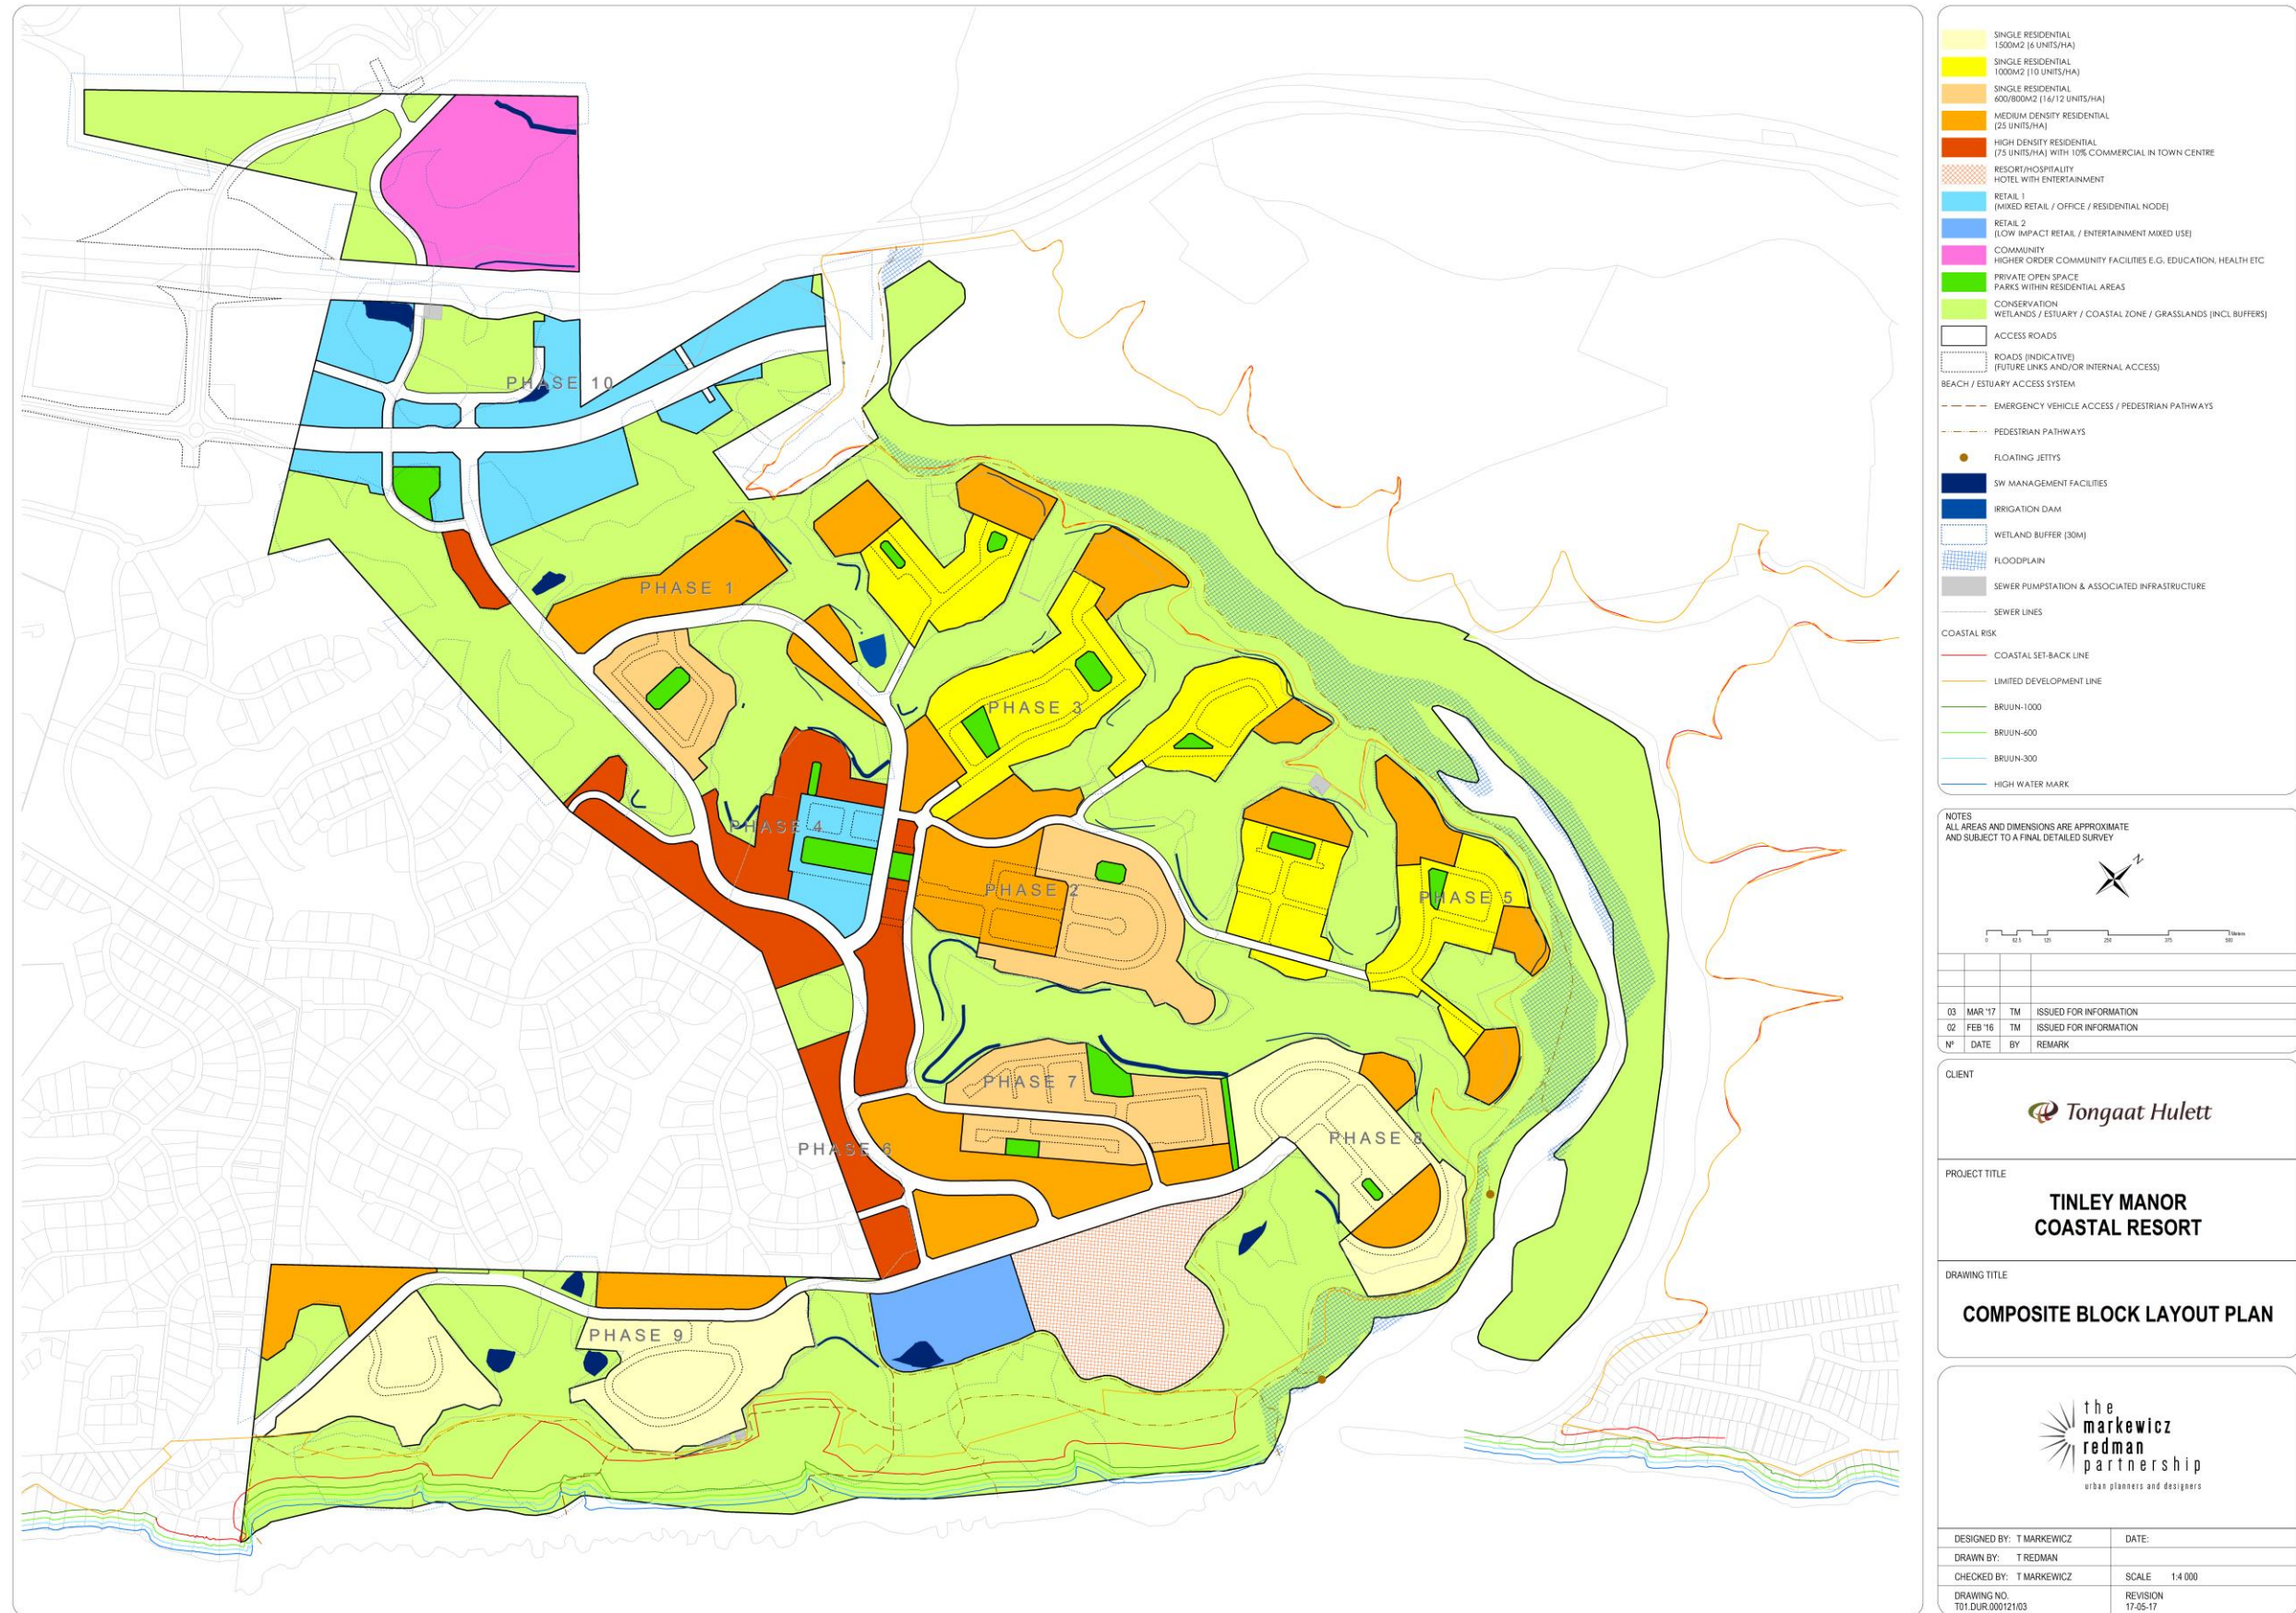 PHASE 10
PHASE 1
PHASE 3
PHASE 4
PHASE 2
PHASE 5
PHASE 7
PHASE 8
PHASE 6
PHASE 9
SINGLE RESIDENTIAL
1500M2 (6 UNITS/HA)
SINGLE RESIDENTIAL
1000M2 (10 UNITS/HA)
SINGLE RESIDENTIAL
600/800M2 (16/12 UNITS/HA)
MEDIUM DENSITY RESIDENTIAL
(25 UNITS/HA)
HIGH DENSITY RESIDENTIAL
(75 UNITS/HA) WITH 10% COMMERCIAL IN TOWN CENTRE
RESORT/HOSPITALITY
HOTEL WITH ENTERTAINMENT
RETAIL 1
(MIXED RETAIL / OFFICE / RESIDENTIAL NODE)
RETAIL 2
(LOW IMPACT RETAIL / ENTERTAINMENT MIXED USE)
COMMUNITY
HIGHER ORDER COMMUNITY FACILITIES E.G. EDUCATION, HEALTH ETC
PRIVATE OPEN SPACE
PARKS WITHIN RESIDENTIAL AREAS
CONSERVATION
WETLANDS / ESTUARY / COASTAL ZONE / GRASSLANDS (INCL BUFFERS)
ACCESS ROADS
ROADS (INDICATIVE)
(FUTURE LINKS AND/OR INTERNAL ACCESS)
BEACH / ESTUARY ACCESS SYSTEM
EMERGENCY VEHICLE ACCESS / PEDESTRIAN PATHWAYS
PEDESTRIAN PATHWAYS
FLOATING JETTYS
SW MANAGEMENT FACILITIES
IRRIGATION DAM
WETLAND BUFFER (30M)
FLOODPLAIN
SEWER PUMPSTATION & ASSOCIATED INFRASTRUCTURE
SEWER LINES
COASTAL RISK
COASTAL SET-BACK LINE
LIMITED DEVELOPMENT LINE
BRUUN-1000
BRUUN-600
BRUUN-300
HIGH WATER MARK
NOTES
ALL AREAS AND DIMENSIONS ARE APPROXIMATE
AND SUBJECT TO A FINAL DETAILED SURVEY
N
0 62.5 125 250 375 500 Meters
03 MAR '17 TM ISSUED FOR INFORMATION
02 FEB '16 TM ISSUED FOR INFORMATION
Nº DATE BY REMARK
CLIENT
Tongaat Hulett
PROJECT TITLE
TINLEY MANOR
COASTAL RESORT
DRAWING TITLE
COMPOSITE BLOCK LAYOUT PLAN
the
markewicz
redman
partnership
urban planners and designers
DESIGNED BY: T MARKEWICZ DATE:
DRAWN BY: T REDMAN
CHECKED BY: T MARKEWICZ SCALE 1:4 000
DRAWING NO. REVISION
T01.DUR.000121/03 17-05-17